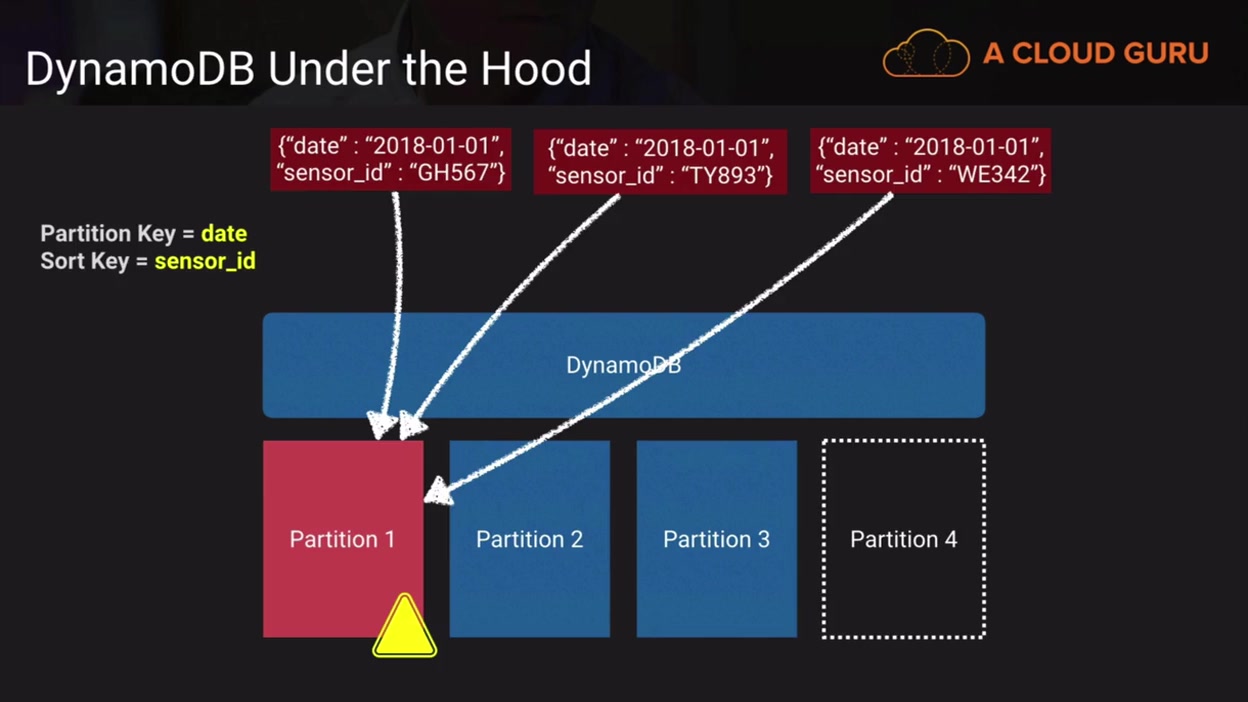 DynamoDB Under the Hood
A CLOUD GURU
{“date” : “2018-01-01”,
“sensor_id” : “GH567”}
{“date” : “2018-01-01”,
“sensor_id” : “TY893”}
{“date” : “2018-01-01”,
“sensor_id” : “WE342”}
Partition Key = date
Sort Key = sensor_id
DynamoDB
Partition 1
Partition 2
Partition 3
Partition 4